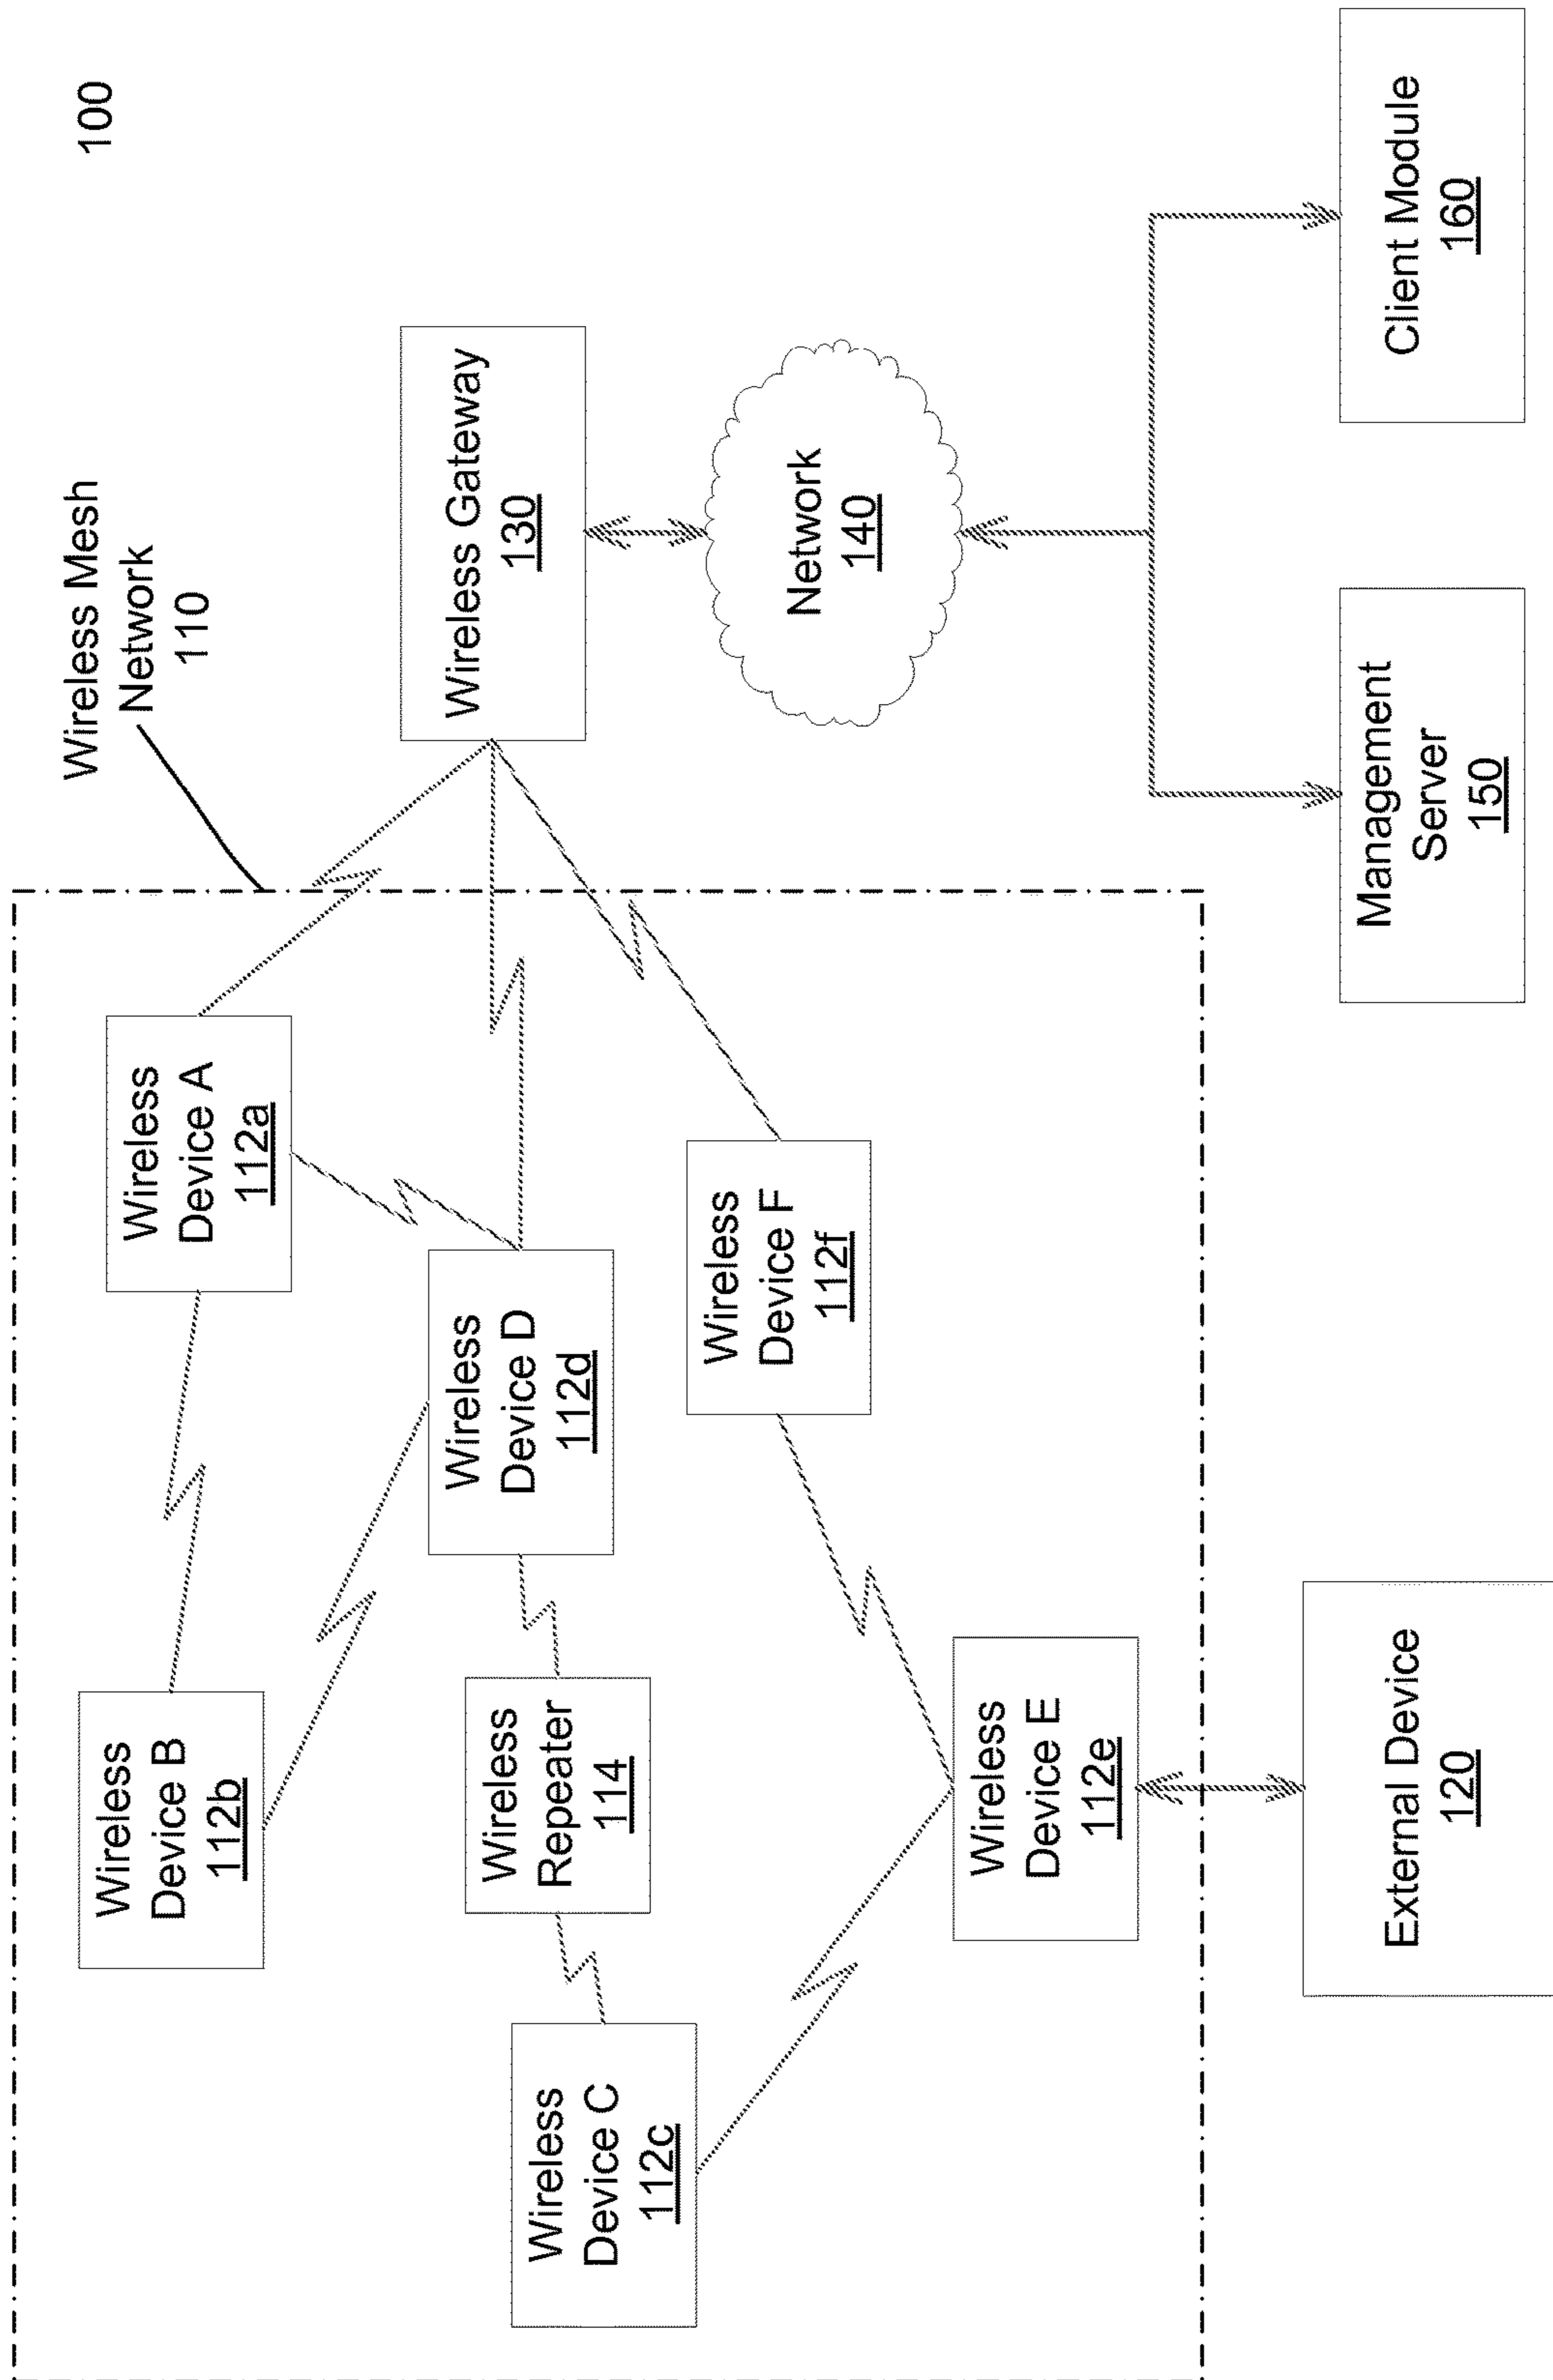 100
Wireless Mesh
Network
110
Wireless Device B
112b
Wireless
Device A
112a
Wireless Gateway
130
Wireless
Device C
112c
Wireless
Repeater
114
Wireless
Device D
112d
Network
140
Wireless
Device F
112f
Wireless
Device E
112e
External Device
120
Management
Server
150
Client Module
160